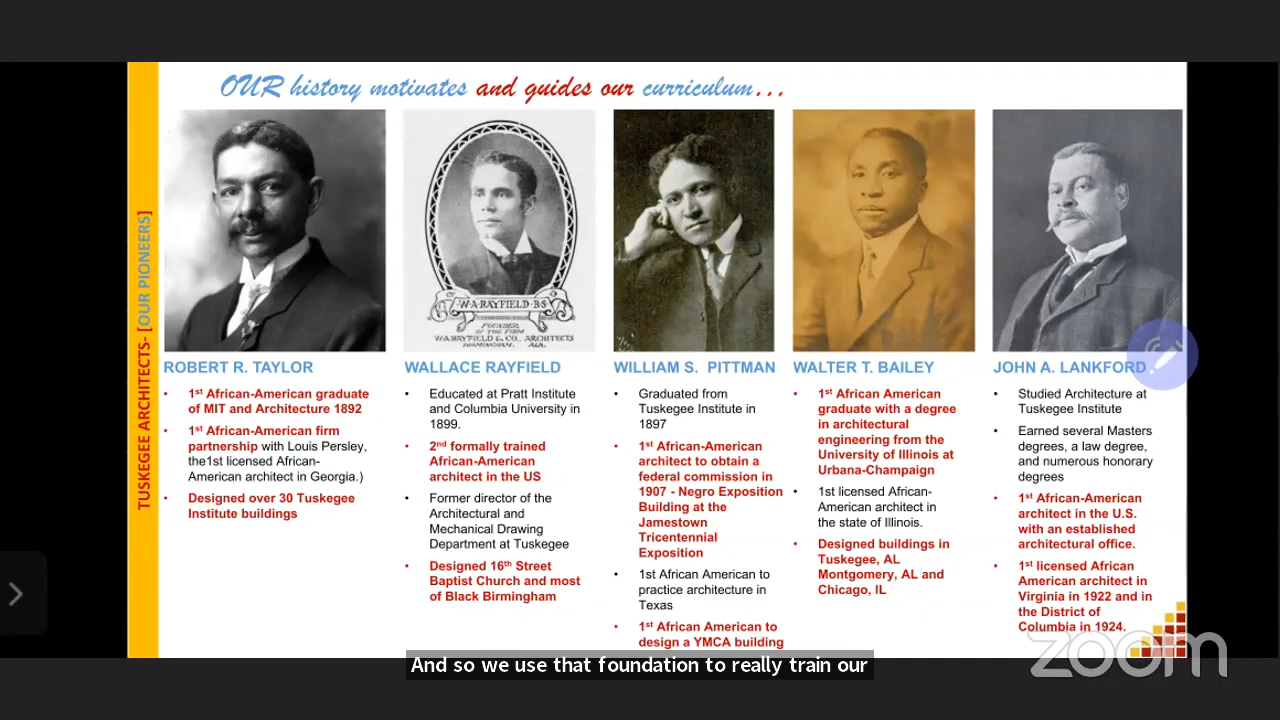 OUR history motivates and guides our curriculum...
TUSKEGEE ARCHITECTS- [OUR PIONEERS]
W·A·RAYFIELD·B·S·
FOUNDER
OF THE FIRM
W·A·RAYFIELD & CO., ARCHITECTS
BIRMINGHAM, ALA.
ROBERT R. TAYLOR
• 1st African-American graduate
of MIT and Architecture 1892
• 1st African-American firm
partnership with Louis Persley,
the1st licensed African-
American architect in Georgia.)
• Designed over 30 Tuskegee
Institute buildings
WALLACE RAYFIELD
• Educated at Pratt Institute
and Columbia University in
1899.
• 2nd formally trained
African-American
architect in the US
• Former director of the
Architectural and
Mechanical Drawing
Department at Tuskegee
• Designed 16th Street
Baptist Church and most
of Black Birmingham
WILLIAM S. PITTMAN
• Graduated from
Tuskegee Institute in
1897
• 1st African-American
architect to obtain a
federal commission in
1907 - Negro Exposition
Building at the
Jamestown
Tricentennial
Exposition
• 1st African American to
practice architecture in
Texas
• 1st African American to
design a YMCA building
WALTER T. BAILEY
• 1st African American
graduate with a degree
in architectural
engineering from the
University of Illinois at
Urbana-Champaign
• 1st licensed African-
American architect in
the state of Illinois.
• Designed buildings in
Tuskegee, AL
Montgomery, AL and
Chicago, IL
JOHN A. LANKFORD
• Studied Architecture at
Tuskegee Institute
• Earned several Masters
degrees, a law degree,
and numerous honorary
degrees
• 1st African-American
architect in the U.S.
with an established
architectural office.
• 1st licensed African
American architect in
Virginia in 1922 and in
the District of
Columbia in 1924.
zoom
And so we use that foundation to really train our